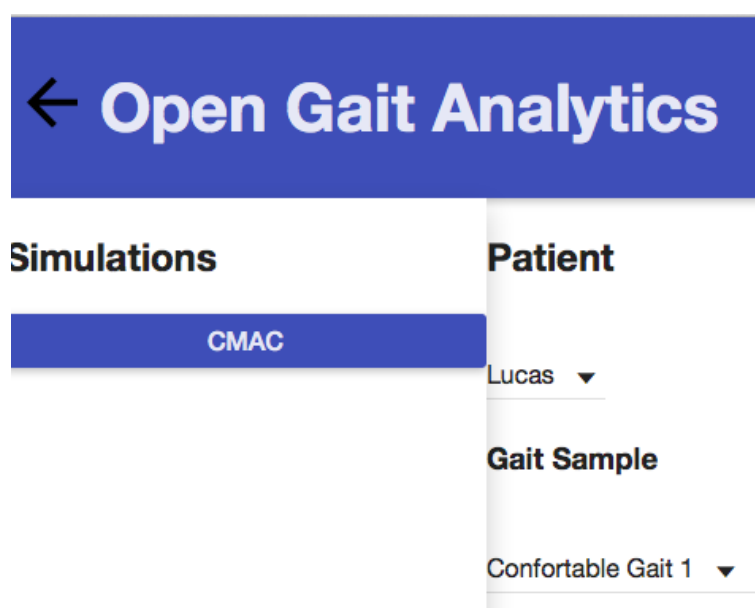 Open Gait Analytics
Simulations
CMAC
Patient
Lucas
Gait Sample
Confortable Gait 1